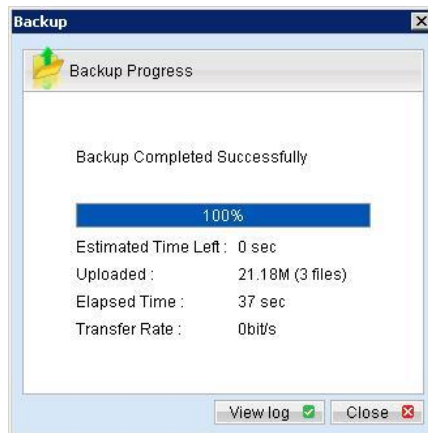 Backup
Backup Progress
Backup Completed Successfully
100%
Estimated Time Left : 0 sec
Uploaded : 21.18M (3 files)
Elapsed Time : 37 sec
Transfer Rate : 0bit/s
View log Close